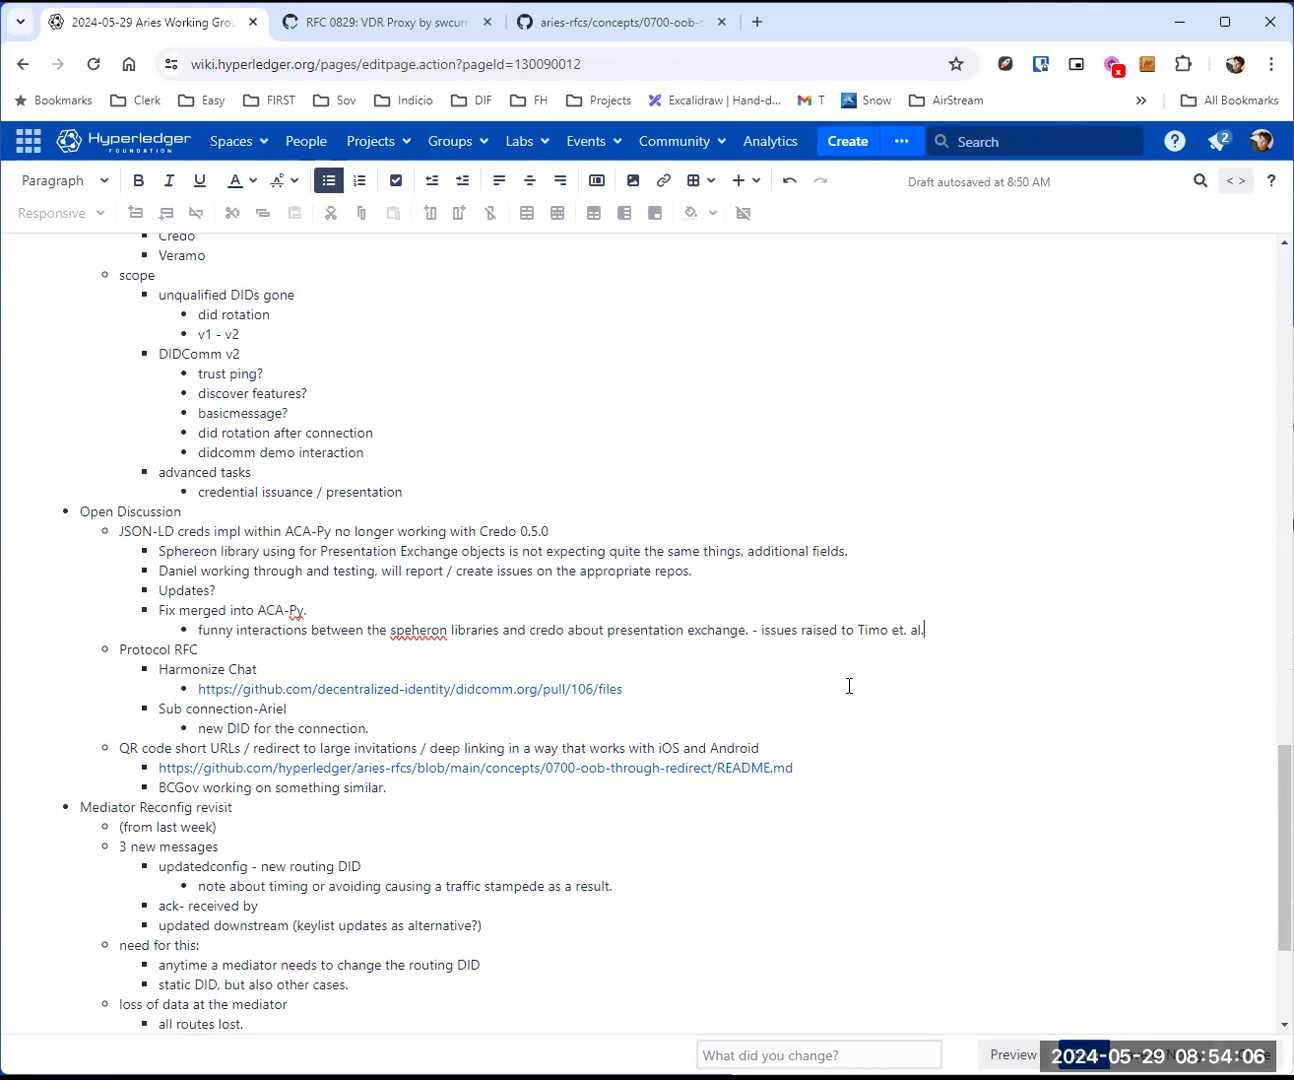 2024-05-29 Aries Working Gro
RFC 0829: VDR Proxy by swcurr
aries-rfcs/concepts/0700-oob-t
wiki.hyperledger.org/pages/editpage.action?pageId=130090012
Bookmarks Clerk Easy FIRST Sov Indicio DIF FH Projects Excalidraw | Hand-d... T Snow AirStream » All Bookmarks
HYPERLEDGER FOUNDATION Spaces People Projects Groups Labs Events Community Analytics Create ••• Search ? 2
Paragraph B I U A Draft autosaved at 8:50 AM < > ?
Responsive
Credo
Veramo
scope
unqualified DIDs gone
did rotation
v1 - v2
DIDComm v2
trust ping?
discover features?
basicmessage?
did rotation after connection
didcomm demo interaction
advanced tasks
credential issuance / presentation
Open Discussion
JSON-LD creds impl within ACA-Py no longer working with Credo 0.5.0
Sphereon library using for Presentation Exchange objects is not expecting quite the same things, additional fields.
Daniel working through and testing, will report / create issues on the appropriate repos.
Updates?
Fix merged into ACA-Py.
funny interactions between the speheron libraries and credo about presentation exchange. - issues raised to Timo et. al.
Protocol RFC
Harmonize Chat
https://github.com/decentralized-identity/didcomm.org/pull/106/files
Sub connection-Ariel
new DID for the connection.
QR code short URLs / redirect to large invitations / deep linking in a way that works with iOS and Android
https://github.com/hyperledger/aries-rfcs/blob/main/concepts/0700-oob-through-redirect/README.md
BCGov working on something similar.
Mediator Reconfig revisit
(from last week)
3 new messages
updatedconfig - new routing DID
note about timing or avoiding causing a traffic stampede as a result.
ack- received by
updated downstream (keylist updates as alternative?)
need for this:
anytime a mediator needs to change the routing DID
static DID, but also other cases.
loss of data at the mediator
all routes lost.
What did you change? Preview
2024-05-29 08:54:06